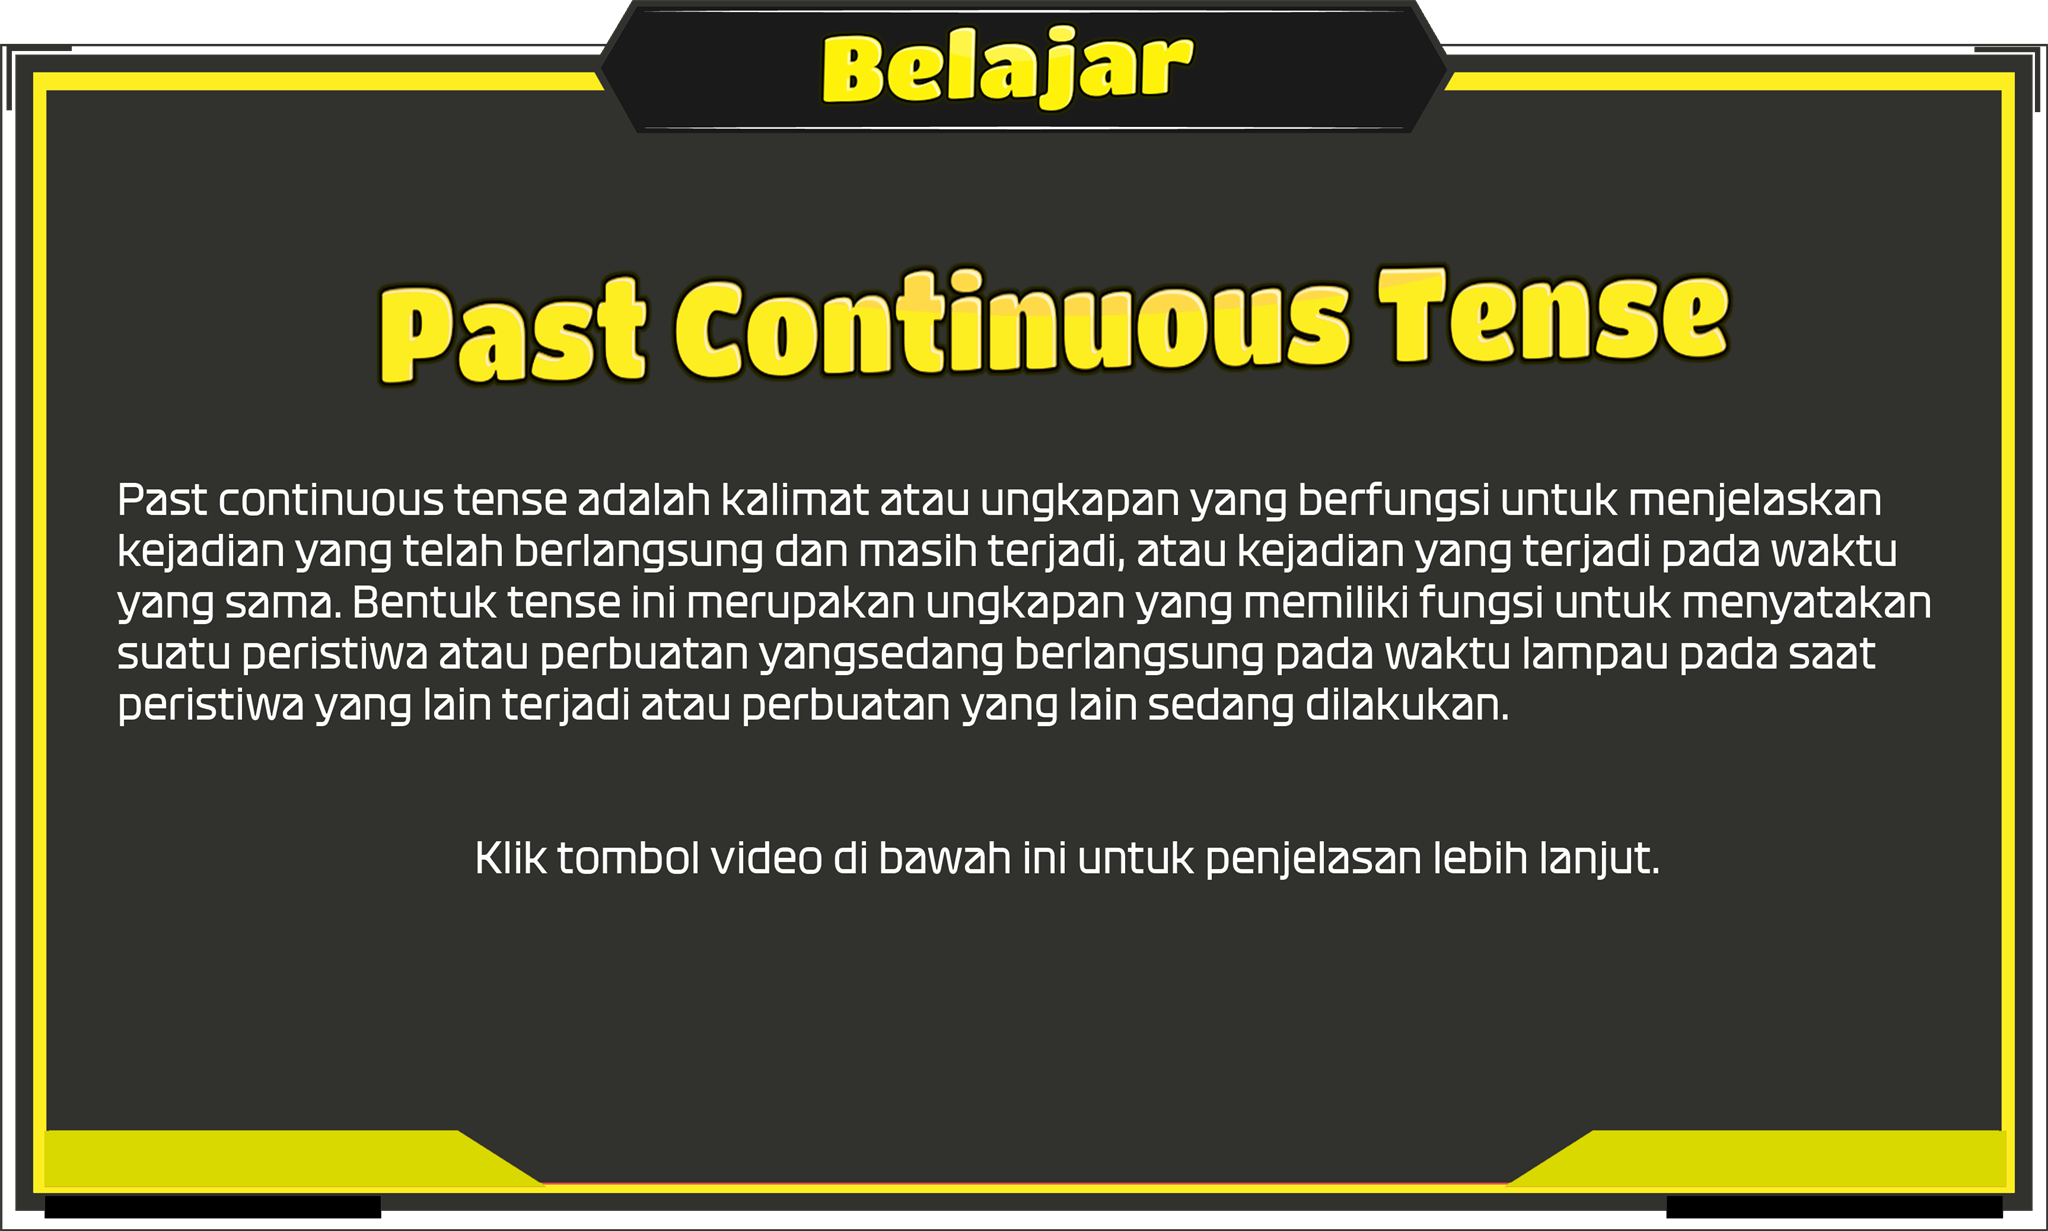 Belajar
Past Continuous Tense
Past continuous tense adalah kalimat atau ungkapan yang berfungsi untuk menjelaskan
kejadian yang telah berlangsung dan masih terjadi, atau kejadian yang terjadi pada waktu
yang sama. Bentuk tense ini merupakan ungkapan yang memiliki fungsi untuk menyatakan
suatu peristiwa atau perbuatan yangsedang berlangsung pada waktu lampau pada saat
peristiwa yang lain terjadi atau perbuatan yang lain sedang dilakukan.
Klik tombol video di bawah ini untuk penjelasan lebih lanjut.